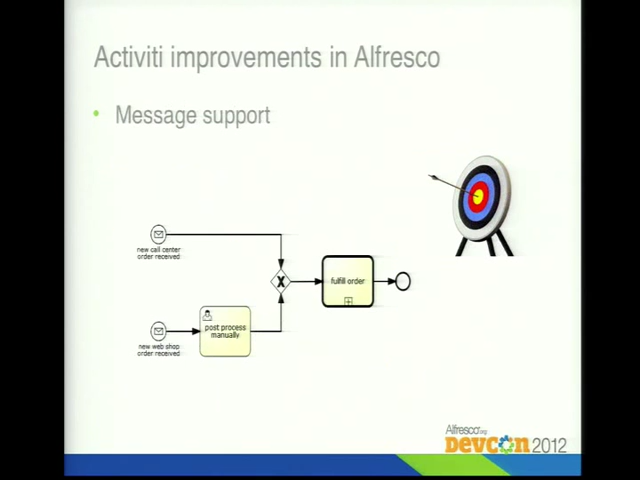 Activiti improvements in Alfresco
• Message support
new call center
order received
X
fulfill order
post process
manually
new web shop
order received
Alfresco.org
DEVCON 2012